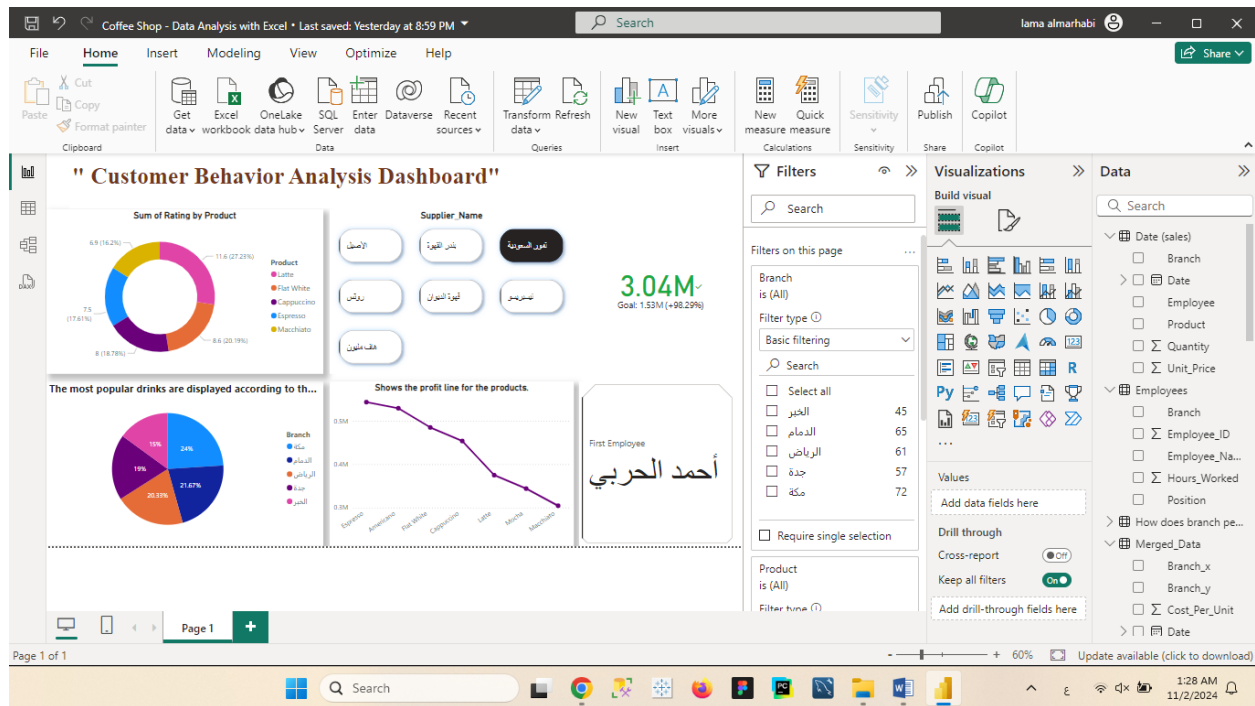 Coffee Shop - Data Analysis with Excel • Last saved: Yesterday at 8:59 PM
Search
lama almarhabi
File
Home
Insert
Modeling
View
Optimize
Help
Share
Paste
Cut
Copy
Format painter
Clipboard
Get data
Excel workbook
OneLake data hub
SQL Server
Enter data
Dataverse
Recent sources
Data
Transform data
Refresh
Queries
New visual
Text box
More visuals
Insert
New measure
Quick measure
Calculations
Sensitivity
Sensitivity
Publish
Share
Copilot
Copilot
" Customer Behavior Analysis Dashboard"
Sum of Rating by Product
6.9 (16.2%)
11.6 (27.23%)
7.5 (17.61%)
8 (18.78%)
8.6 (20.19%)
Product
Latte
Flat White
Cappuccino
Espresso
Macchiato
Supplier_Name
الأصيل
بندر القهوة
تمور السعودية
روش
قهوة الديوان
نيسبريسو
هاف مليون
3.04M
Goal: 1.53M (+98.29%)
The most popular drinks are displayed according to th...
15%
24%
19%
21.67%
20.33%
Branch
مكة
الدمام
الرياض
جدة
الخبر
Shows the profit line for the products.
0.5M
0.4M
0.3M
Espresso
Americano
Flat White
Cappuccino
Latte
Mocha
Macchiato
First Employee
أحمد الحربي
Filters
Search
Filters on this page
...
Branch
is (All)
Filter type
Basic filtering
Search
Select all
الخبر 45
الدمام 65
الرياض 61
جدة 57
مكة 72
Require single selection
Product
is (All)
Filter type
Visualizations
Build visual
123
R
Py
...
Values
Add data fields here
Drill through
Cross-report
Off
Keep all filters
On
Add drill-through fields here
Data
Search
Date (sales)
Branch
Date
Employee
Product
Quantity
Unit_Price
Employees
Branch
Employee_ID
Employee_Na...
Hours_Worked
Position
How does branch pe...
Merged_Data
Branch_x
Branch_y
Cost_Per_Unit
Date
Page 1
Page 1 of 1
60%
Update available (click to download)
Search
ع
1:28 AM
11/2/2024